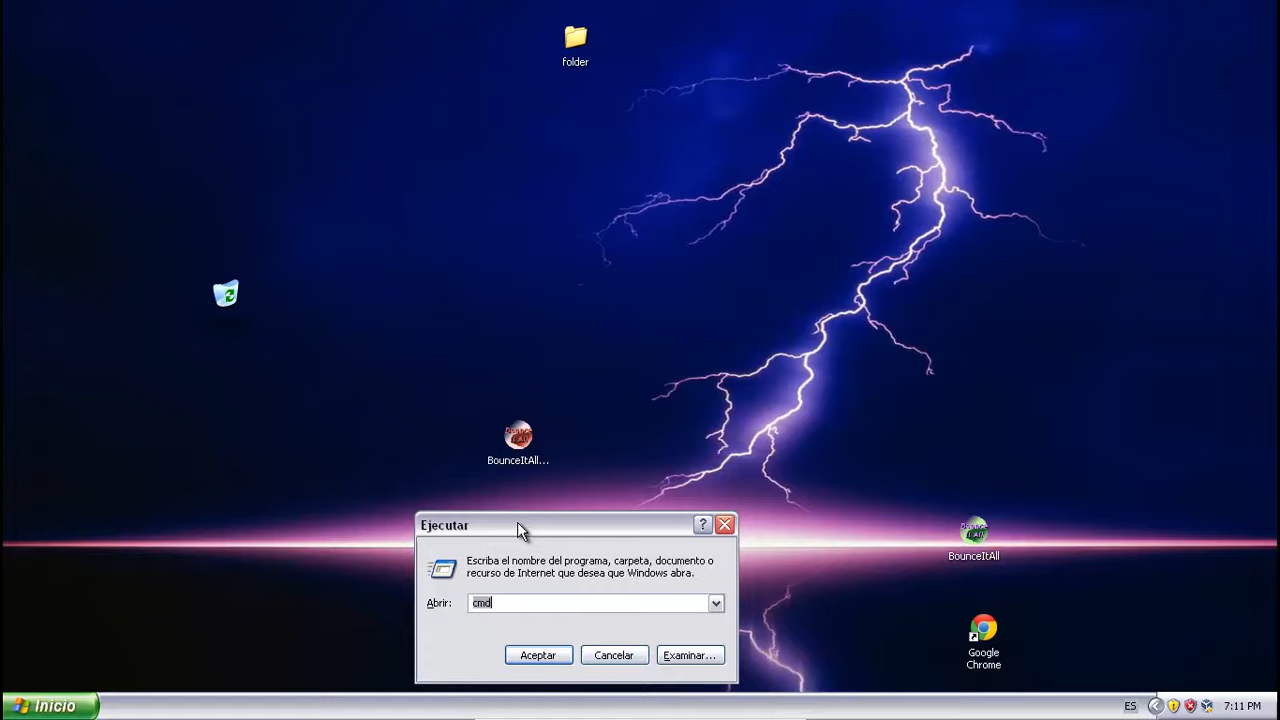 folder
BounceItAll...
Ejecutar
Escriba el nombre del programa, carpeta, documento o
recurso de Internet que desea que Windows abra.
Abrir:
cmd
Aceptar
Cancelar
Examinar...
BounceItAll
Google
Chrome
Inicio
ES
7:11 PM